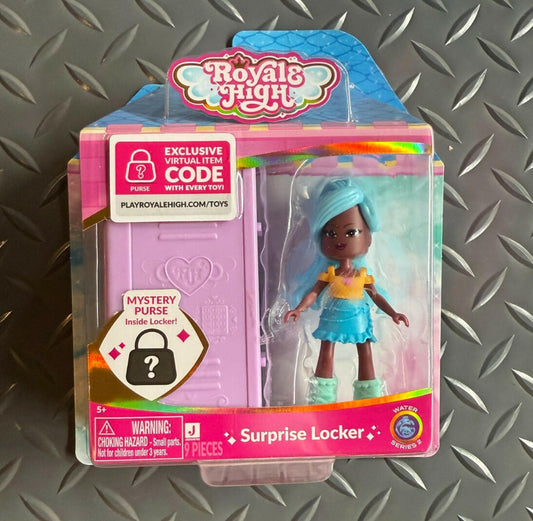 Royale
High
EXCLUSIVE
VIRTUAL ITEM
CODE
WITH EVERY TOY!
?
PURSE
PLAYROYALEHIGH.COM/TOYS
RH
MYSTERY
PURSE
Inside Locker!
?
5+
WARNING:
CHOKING HAZARD - Small parts.
Not for children under 3 years.
J
9 PIECES
Surprise Locker
WATER
SERIES 2